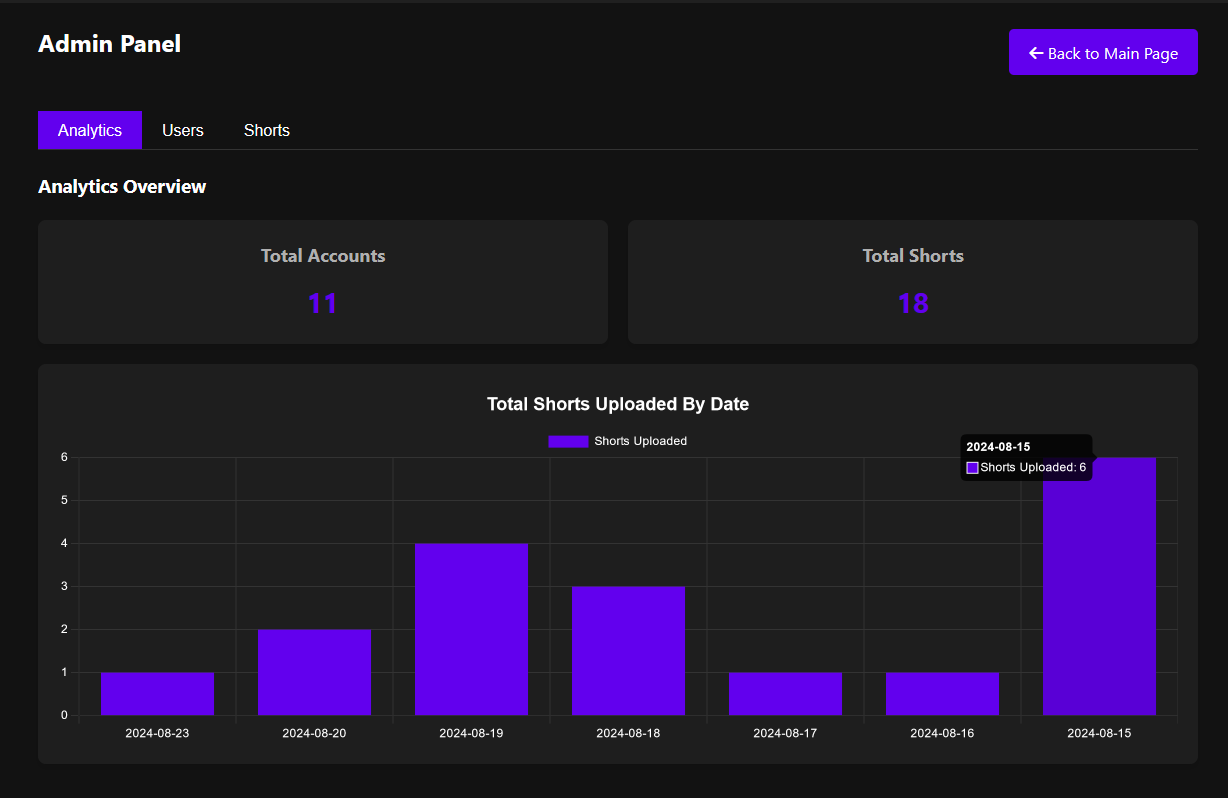 Admin Panel
← Back to Main Page
Analytics
Users
Shorts
Analytics Overview
Total Accounts
11
Total Shorts
18
Total Shorts Uploaded By Date
Shorts Uploaded
2024-08-15
Shorts Uploaded: 6
6
5
4
3
2
1
0
2024-08-23
2024-08-20
2024-08-19
2024-08-18
2024-08-17
2024-08-16
2024-08-15